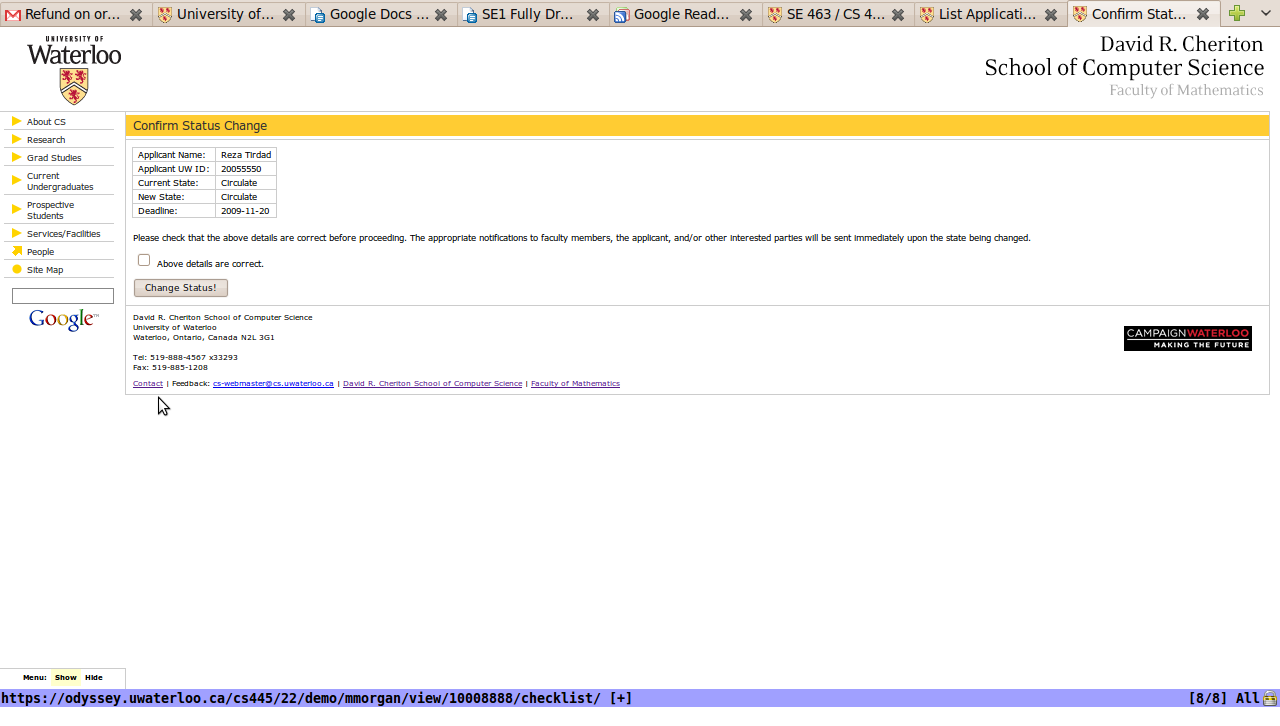 Refund on or... University of... Google Docs ... SE1 Fully Dr... Google Read... SE 463 / CS 4... List Applicati... Confirm Stat...
UNIVERSITY OF
Waterloo
David R. Cheriton
School of Computer Science
Faculty of Mathematics
About CS
Research
Grad Studies
Current
Undergraduates
Prospective
Students
Services/Facilities
People
Site Map
Google™
Confirm Status Change
Applicant Name: Reza Tirdad
Applicant UW ID: 20055550
Current State: Circulate
New State: Circulate
Deadline: 2009-11-20
Please check that the above details are correct before proceeding. The appropriate notifications to faculty members, the applicant, and/or other interested parties will be sent immediately upon the state being changed.
Above details are correct.
Change Status!
David R. Cheriton School of Computer Science
University of Waterloo
Waterloo, Ontario, Canada N2L 3G1
Tel: 519-888-4567 x33293
Fax: 519-885-1208
Contact | Feedback: cs-webmaster@cs.uwaterloo.ca | David R. Cheriton School of Computer Science | Faculty of Mathematics
CAMPAIGNWATERLOO
MAKING THE FUTURE
Menu: Show Hide
https://odyssey.uwaterloo.ca/cs445/22/demo/mmorgan/view/10008888/checklist/ [+] [8/8] All